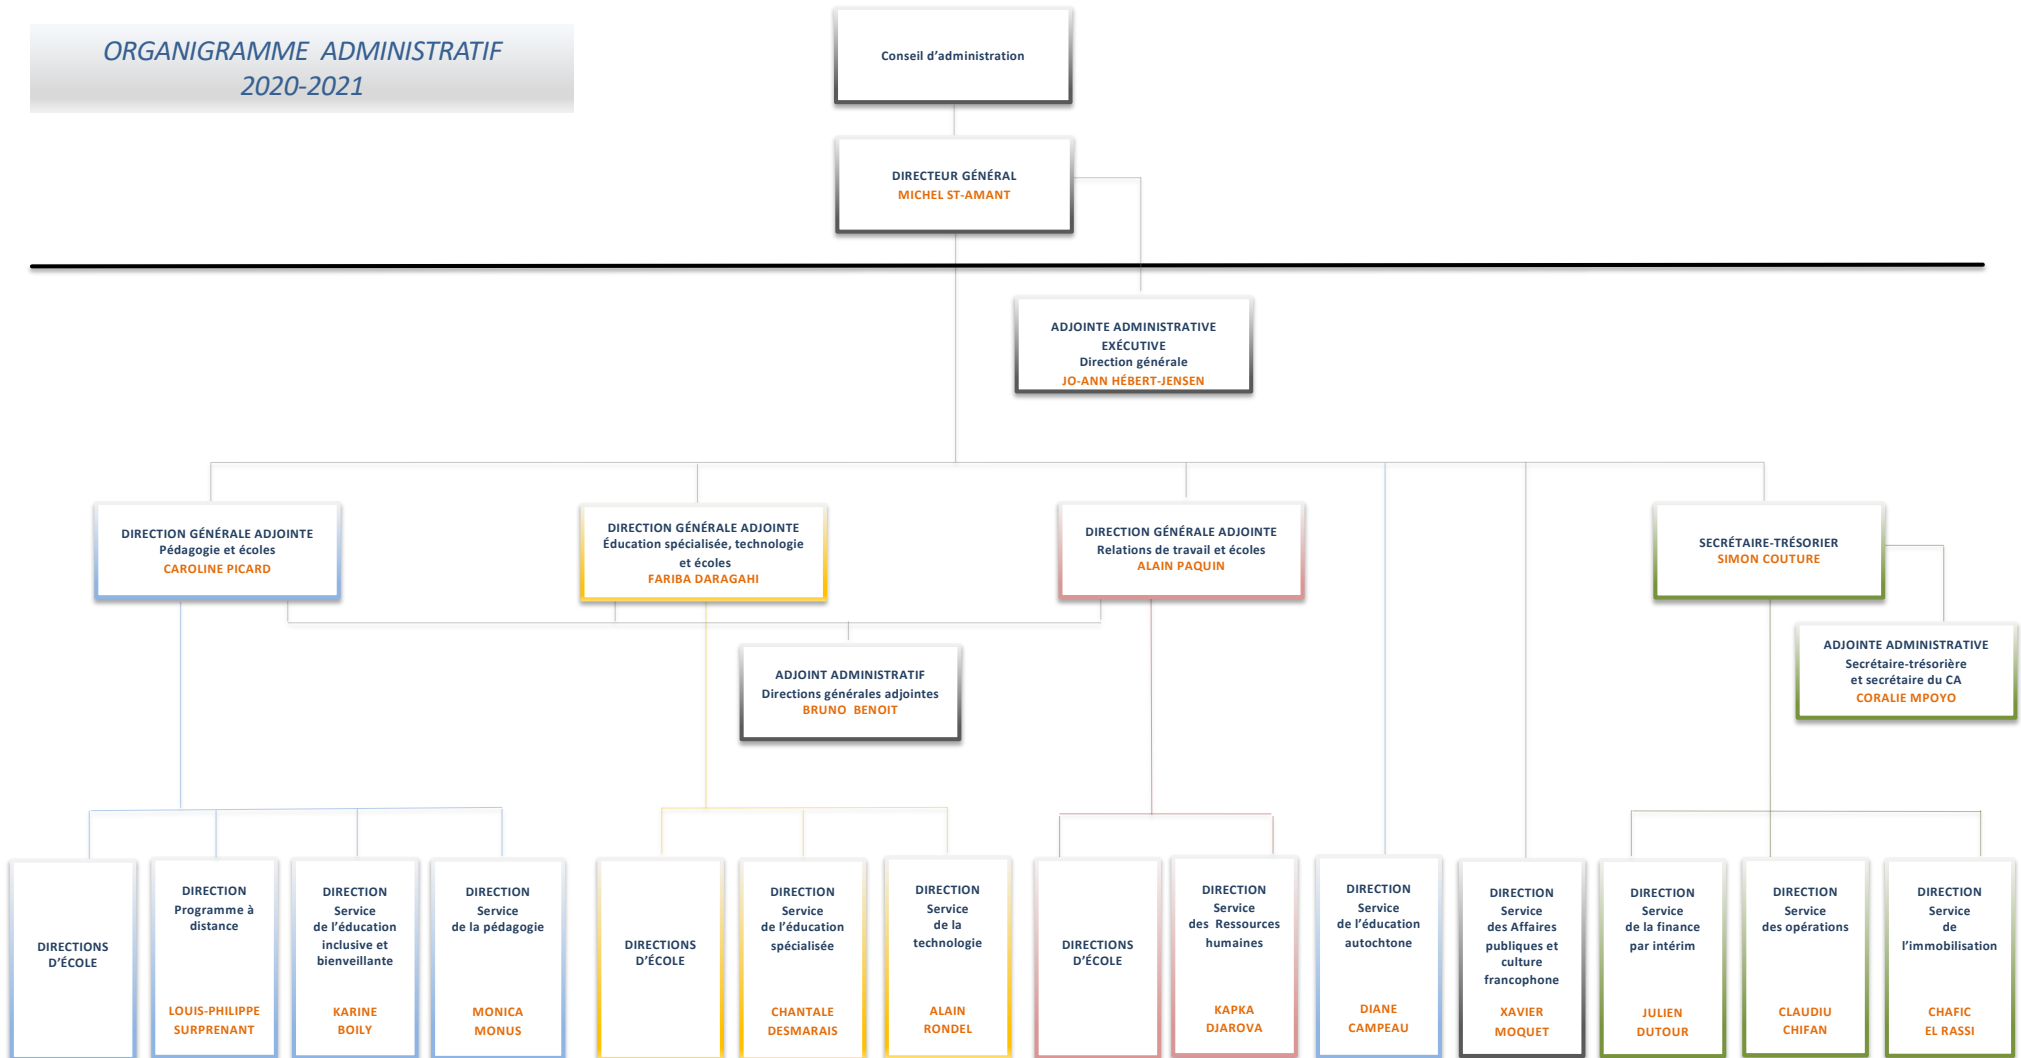 ORGANIGRAMME ADMINISTRATIF
2020-2021
Conseil d'administration
DIRECTEUR GÉNÉRAL
MICHEL ST-AMANT
ADJOINTE ADMINISTRATIVE
EXÉCUTIVE
Direction générale
JO-ANN HÉBERT-JENSEN
DIRECTION GÉNÉRALE ADJOINTE
Pédagogie et écoles
CAROLINE PICARD
DIRECTION GÉNÉRALE ADJOINTE
Éducation spécialisée, technologie
et écoles
FARIBA DARAGAHI
DIRECTION GÉNÉRALE ADJOINTE
Relations de travail et écoles
ALAIN PAQUIN
SECRÉTAIRE-TRÉSORIER
SIMON COUTURE
ADJOINT ADMINISTRATIF
Directions générales adjointes
BRUNO BENOIT
ADJOINTE ADMINISTRATIVE
Secrétaire-trésorière
et secrétaire du CA
CORALIE MPOYO
DIRECTIONS
D'ÉCOLE
DIRECTION
Programme à
distance
LOUIS-PHILIPPE
SURPRENANT
DIRECTION
Service
de l'éducation
inclusive et
bienveillante
KARINE
BOILY
DIRECTION
Service
de la pédagogie
MONICA
MONUS
DIRECTIONS
D'ÉCOLE
DIRECTION
Service
de l'éducation
spécialisée
CHANTALE
DESMARAIS
DIRECTION
Service
de la
technologie
ALAIN
RONDEL
DIRECTIONS
D'ÉCOLE
DIRECTION
Service
des Ressources
humaines
KAPKA
DJAROVA
DIRECTION
Service
de l'éducation
autochtone
DIANE
CAMPEAU
DIRECTION
Service
des Affaires
publiques et
culture
francophone
XAVIER
MOQUET
DIRECTION
Service
de la finance
par intérim
JULIEN
DUTOUR
DIRECTION
Service
des opérations
CLAUDIU
CHIFAN
DIRECTION
Service
de
l'immobilisation
CHAFIC
EL RASSI